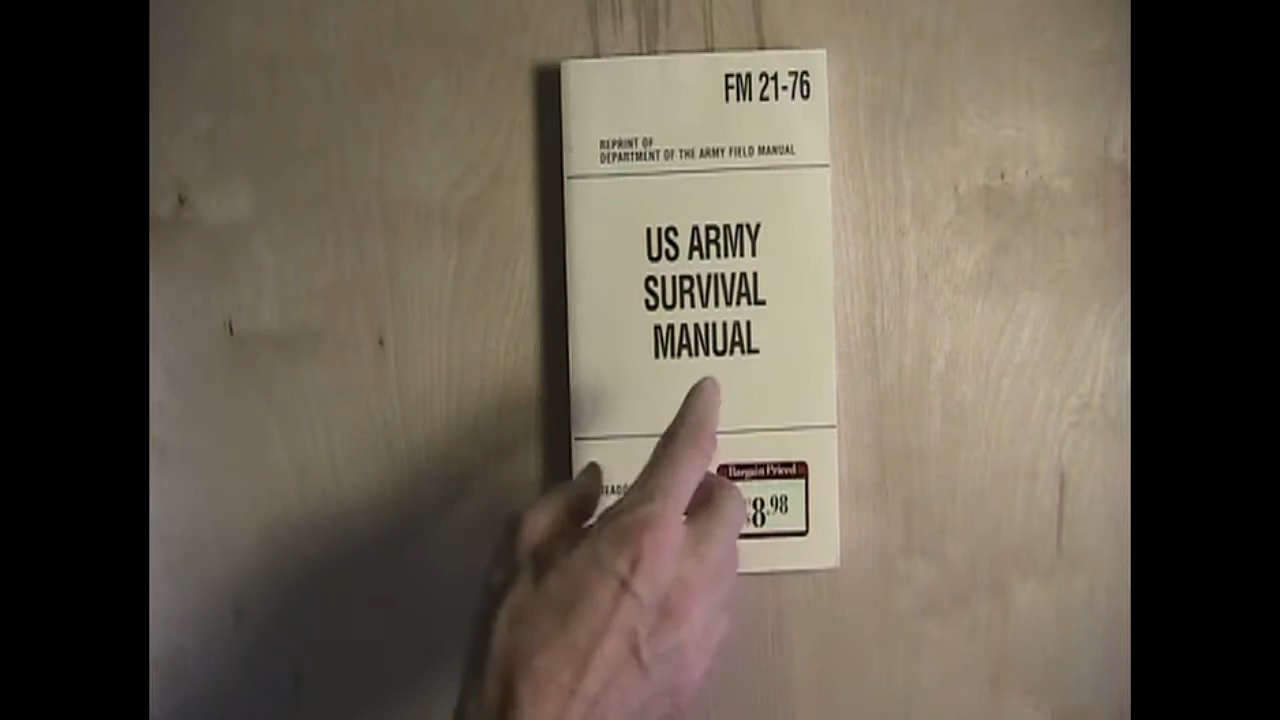 FM 21-76
REPRINT OF
DEPARTMENT OF THE ARMY FIELD MANUAL
US ARMY
SURVIVAL
MANUAL
Bargain Priced
$8.98